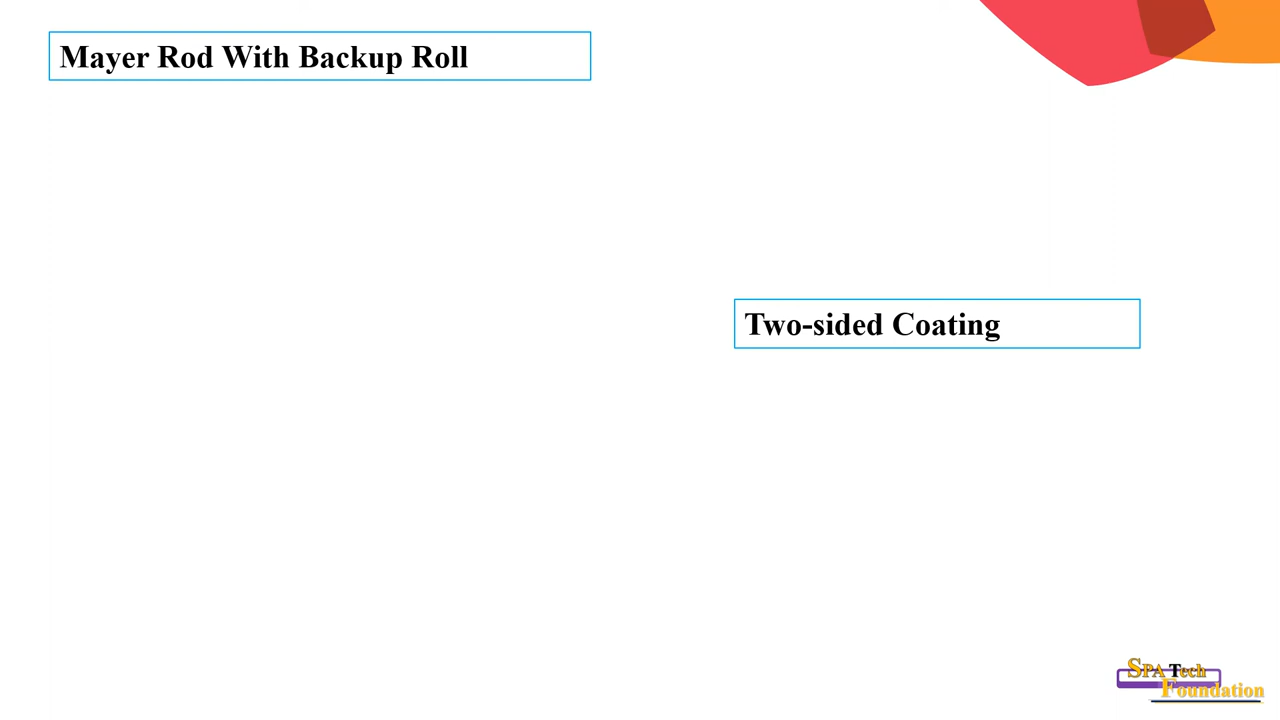 Mayer Rod With Backup Roll
Two-sided Coating
SPA Tech
Foundation